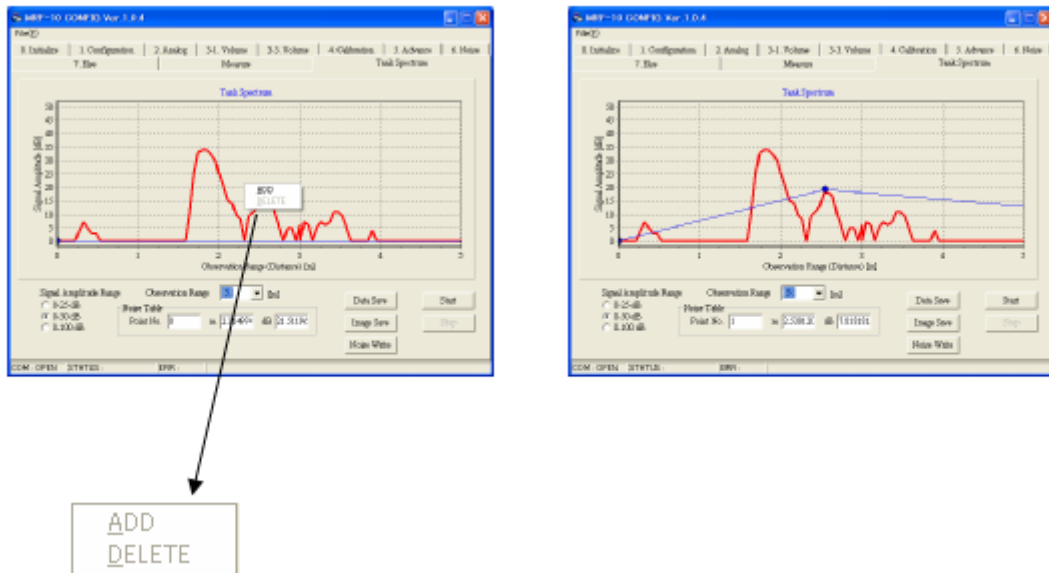 MRF-10 CONFIG Ver.1.0.4
File(F)
0. Initialize 1. Configuration 2. Analog 3-1. Volume 3-3. Volume 4. Calibration 5. Advance 6. Noise
7. Else Measure Tank Spectrum
Tank Spectrum
Signal Amplitude [dB]
50
45
40
35
30
25
20
15
10
5
0
0 1 2 3 4 5
ADD
DELETE
Observation Range (Distance) [m]
Signal Amplitude Range Observation Range 5 [m]
0-25 dB
0-50 dB
0-100 dB
Noise Table
Point No. 0 m dB
Data Save Start
Image Save Stop
Noise Write
COM : OPEN STATUS : ERR :
MRF-10 CONFIG Ver.1.0.4
File(F)
0. Initialize 1. Configuration 2. Analog 3-1. Volume 3-3. Volume 4. Calibration 5. Advance 6. Noise
7. Else Measure Tank Spectrum
Tank Spectrum
Signal Amplitude [dB]
50
45
40
35
30
25
20
15
10
5
0
0 1 2 3 4 5
Observation Range (Distance) [m]
Signal Amplitude Range Observation Range 5 [m]
0-25 dB
0-50 dB
0-100 dB
Noise Table
Point No. 1 m dB
Data Save Start
Image Save Stop
Noise Write
COM : OPEN STATUS : ERR :
ADD
DELETE